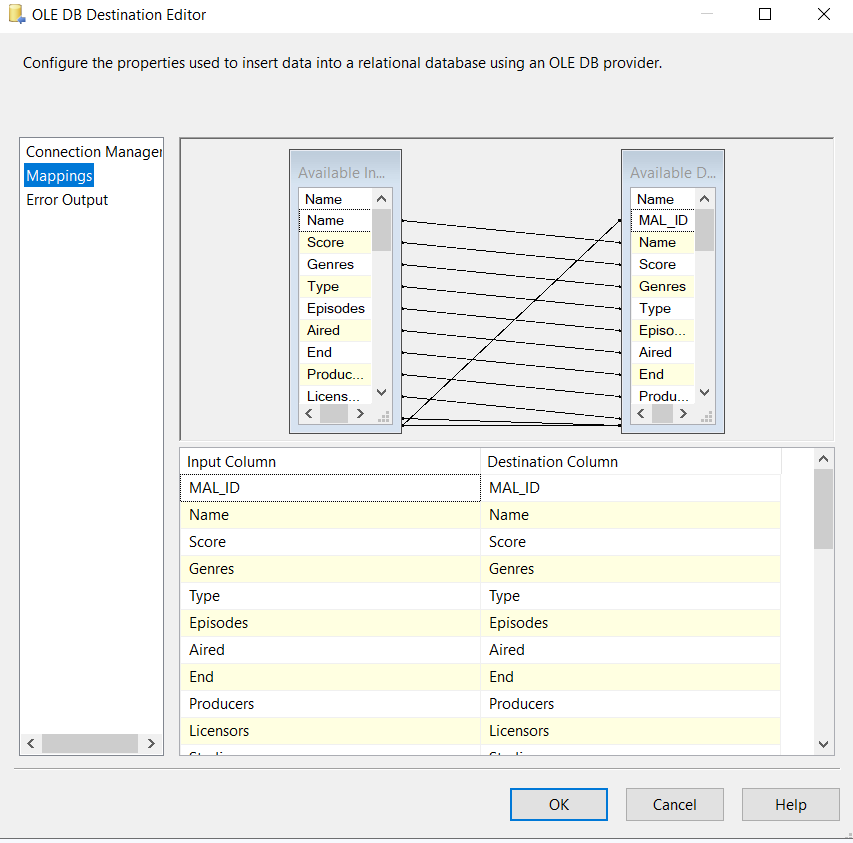 OLE DB Destination Editor
Configure the properties used to insert data into a relational database using an OLE DB provider.
Connection Manager
Mappings
Error Output
Available In...
Name
Name
Score
Genres
Type
Episodes
Aired
End
Produc...
Licens...
Available D...
Name
MAL_ID
Name
Score
Genres
Type
Episo...
Aired
End
Produ...
Input Column Destination Column
MAL_ID MAL_ID
Name Name
Score Score
Genres Genres
Type Type
Episodes Episodes
Aired Aired
End End
Producers Producers
Licensors Licensors
OK Cancel Help